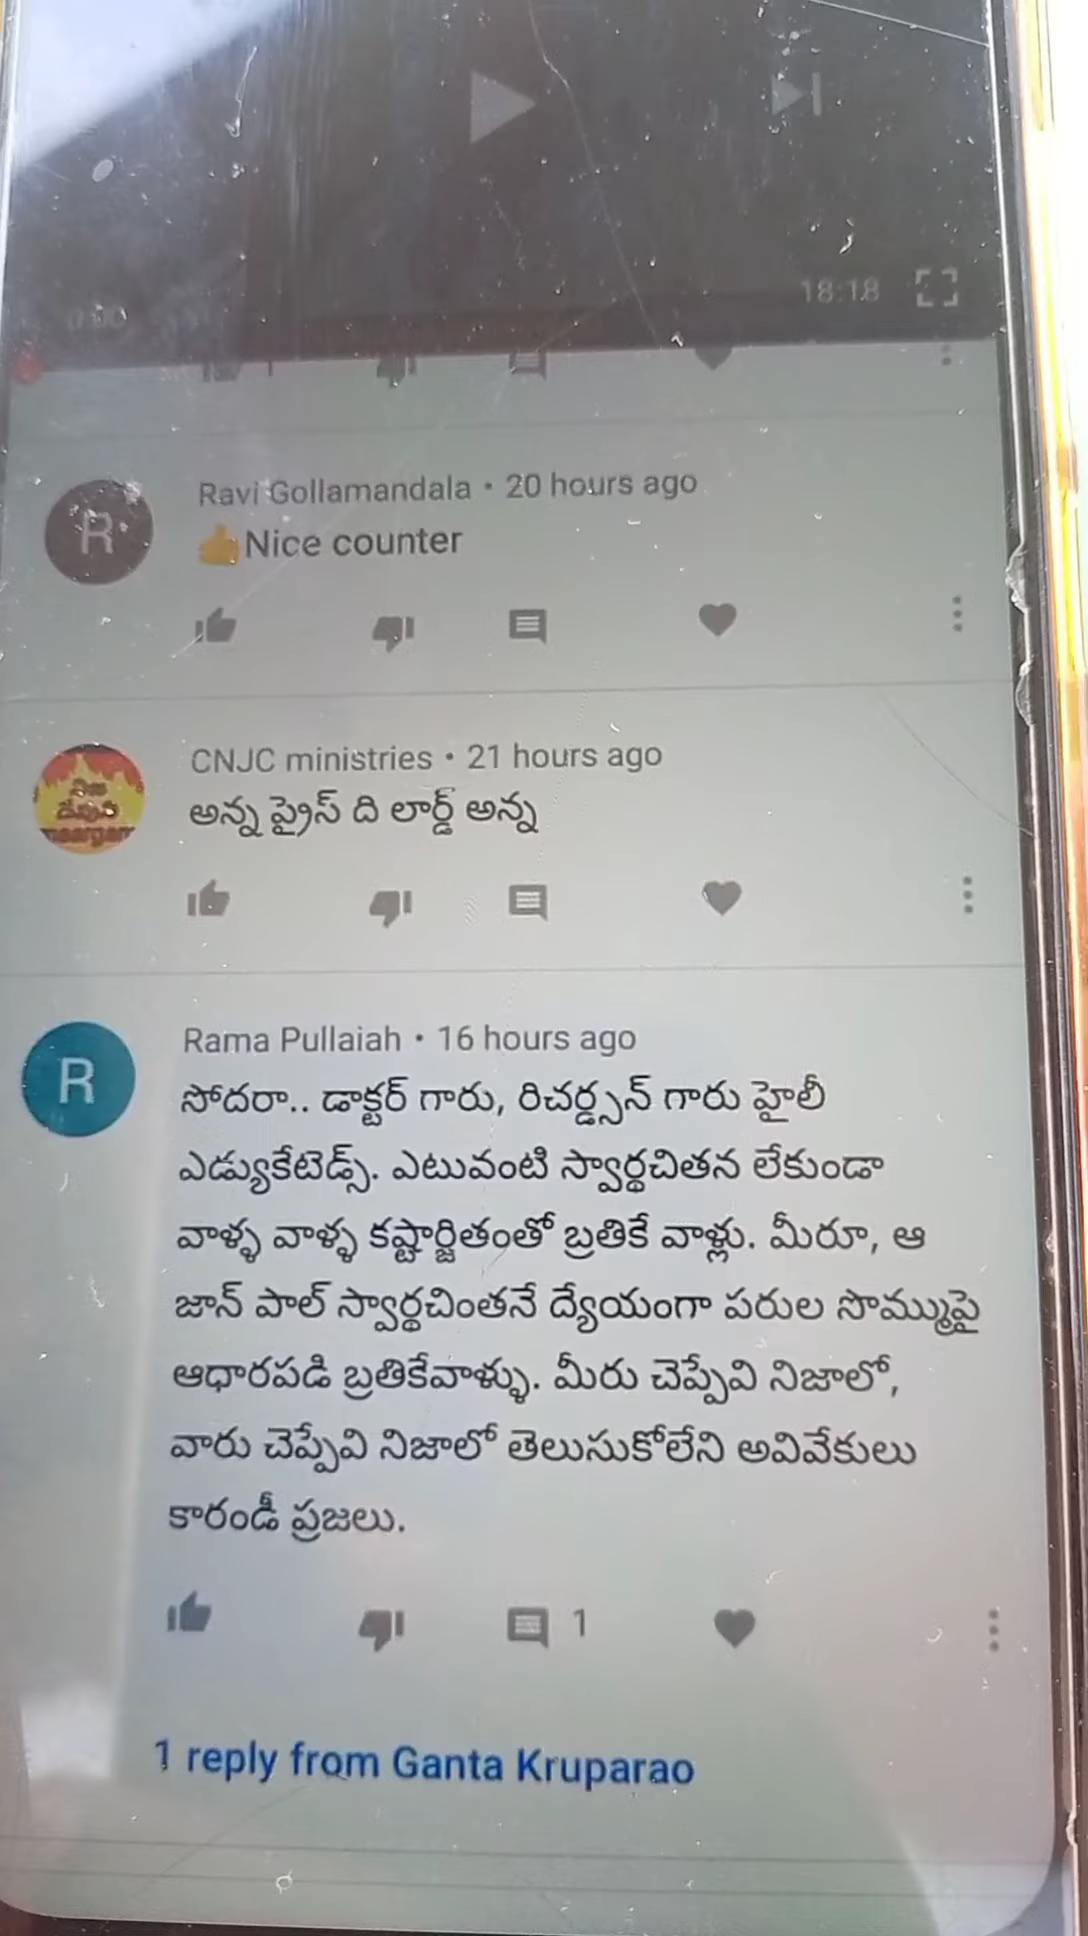 18:18
Ravi Gollamandala • 20 hours ago
R
👍Nice counter
CNJC ministries • 21 hours ago
అన్న ప్రైస్ ది లార్డ్ అన్న
Rama Pullaiah • 16 hours ago
R
సోదరా.. డాక్టర్ గారు, రిచర్డ్సన్ గారు హైలీ
ఎడ్యుకేటెడ్స్. ఎటువంటి స్వార్థచితన లేకుండా
వాళ్ళ వాళ్ళ కష్టార్జితంతో బ్రతికే వాళ్లు. మీరూ, ఆ
జాన్ పాల్ స్వార్థచింతనే ద్యేయంగా పరుల సొమ్ముపై
ఆధారపడి బ్రతికేవాళ్ళు. మీరు చెప్పేవి నిజాలో,
వారు చెప్పేవి నిజాలో తెలుసుకోలేని అవివేకులు
కారండీ ప్రజలు.
1
1 reply from Ganta Kruparao